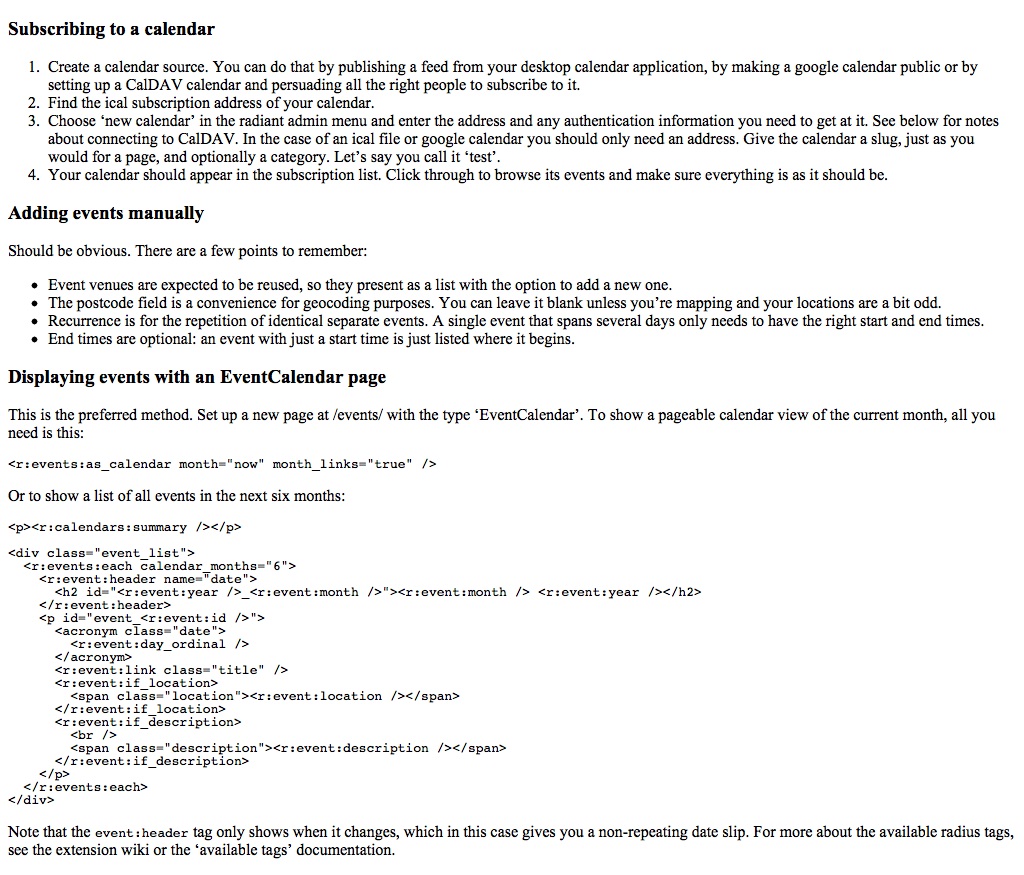 Subscribing to a calendar
1. Create a calendar source. You can do that by publishing a feed from your desktop calendar application, by making a google calendar public or by
setting up a CalDAV calendar and persuading all the right people to subscribe to it.
2. Find the ical subscription address of your calendar.
3. Choose ‘new calendar’ in the radiant admin menu and enter the address and any authentication information you need to get at it. See below for notes
about connecting to CalDAV. In the case of an ical file or google calendar you should only need an address. Give the calendar a slug, just as you
would for a page, and optionally a category. Let’s say you call it ‘test’.
4. Your calendar should appear in the subscription list. Click through to browse its events and make sure everything is as it should be.
Adding events manually
Should be obvious. There are a few points to remember:
• Event venues are expected to be reused, so they present as a list with the option to add a new one.
• The postcode field is a convenience for geocoding purposes. You can leave it blank unless you’re mapping and your locations are a bit odd.
• Recurrence is for the repetition of identical separate events. A single event that spans several days only needs to have the right start and end times.
• End times are optional: an event with just a start time is just listed where it begins.
Displaying events with an EventCalendar page
This is the preferred method. Set up a new page at /events/ with the type ‘EventCalendar’. To show a pageable calendar view of the current month, all you
need is this:
<r:events:as_calendar month="now" month_links="true" />
Or to show a list of all events in the next six months:
<p><r:calendars:summary /></p>
<div class="event_list">
  <r:events:each calendar_months="6">
    <r:event:header name="date">
      <h2 id="<r:event:year />_<r:event:month />"><r:event:month /> <r:event:year /></h2>
    </r:event:header>
    <p id="event_<r:event:id />">
      <acronym class="date">
        <r:event:day_ordinal />
      </acronym>
      <r:event:link class="title" />
      <r:event:if_location>
        <span class="location"><r:event:location /></span>
      </r:event:if_location>
      <r:event:if_description>
        <br />
        <span class="description"><r:event:description /></span>
      </r:event:if_description>
    </p>
  </r:events:each>
</div>
Note that the event:header tag only shows when it changes, which in this case gives you a non-repeating date slip. For more about the available radius tags,
see the extension wiki or the ‘available tags’ documentation.